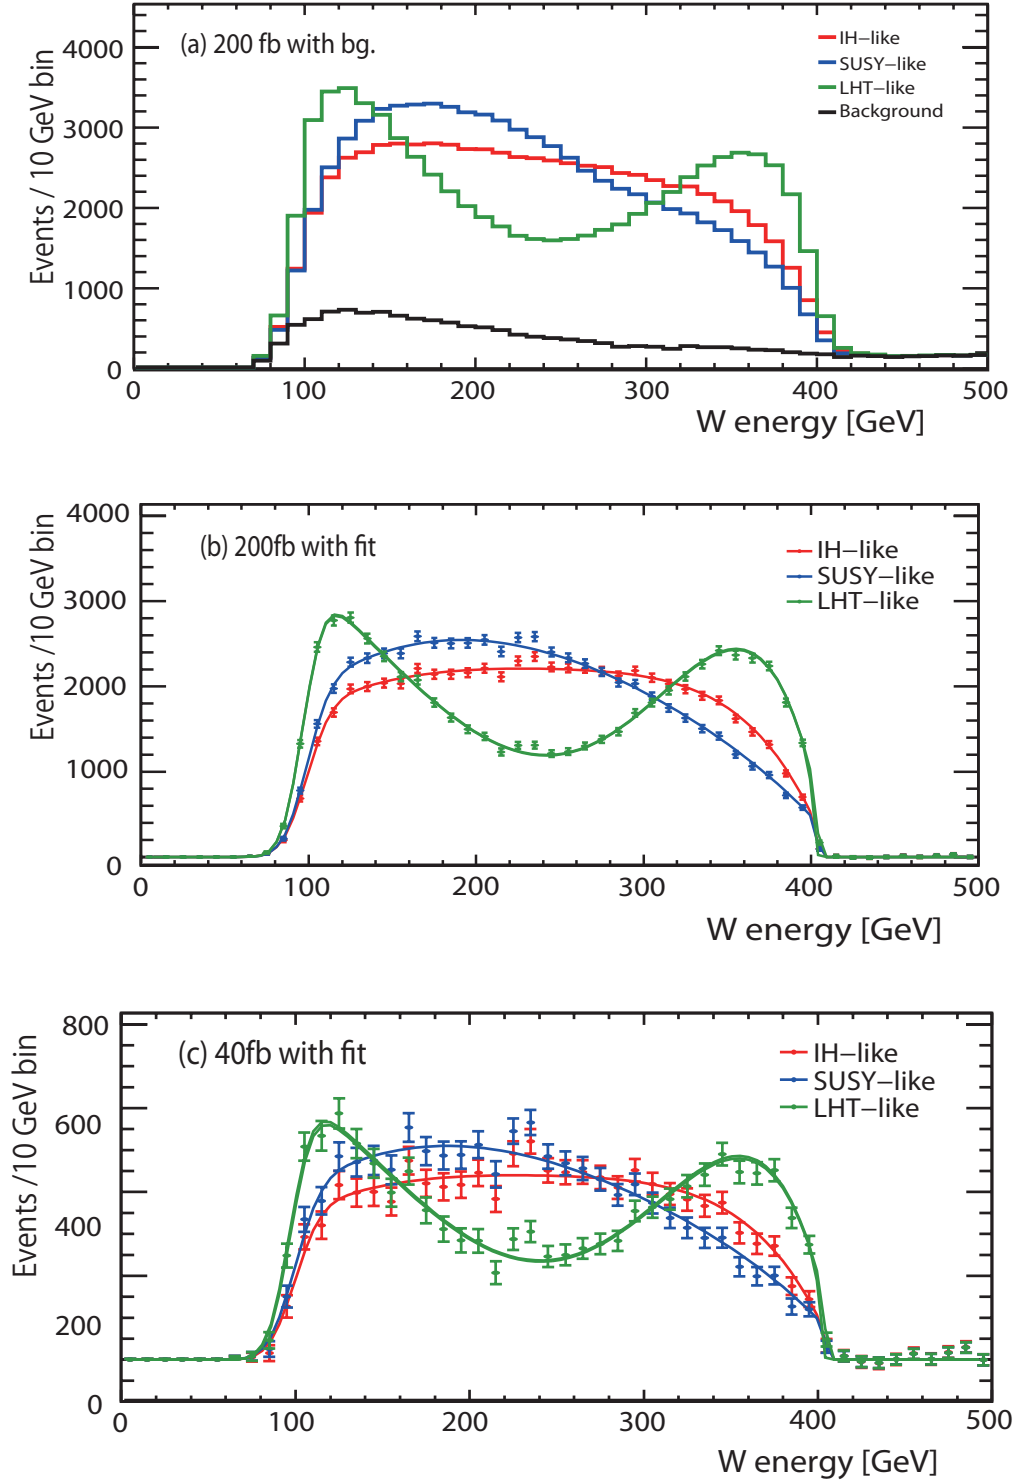 (a) 200 fb with bg.
IH−like
SUSY−like
LHT−like
Background
Events / 10 GeV bin
4000
3000
2000
1000
0
100
200
300
400
500
W energy [GeV]
(b) 200fb with fit
IH−like
SUSY−like
LHT−like
Events /10 GeV bin
4000
3000
2000
1000
0
0
100
200
300
400
500
W energy [GeV]
(c) 40fb with fit
IH−like
SUSY−like
LHT−like
Events /10 GeV bin
800
600
400
200
0
0
100
200
300
400
500
W energy [GeV]